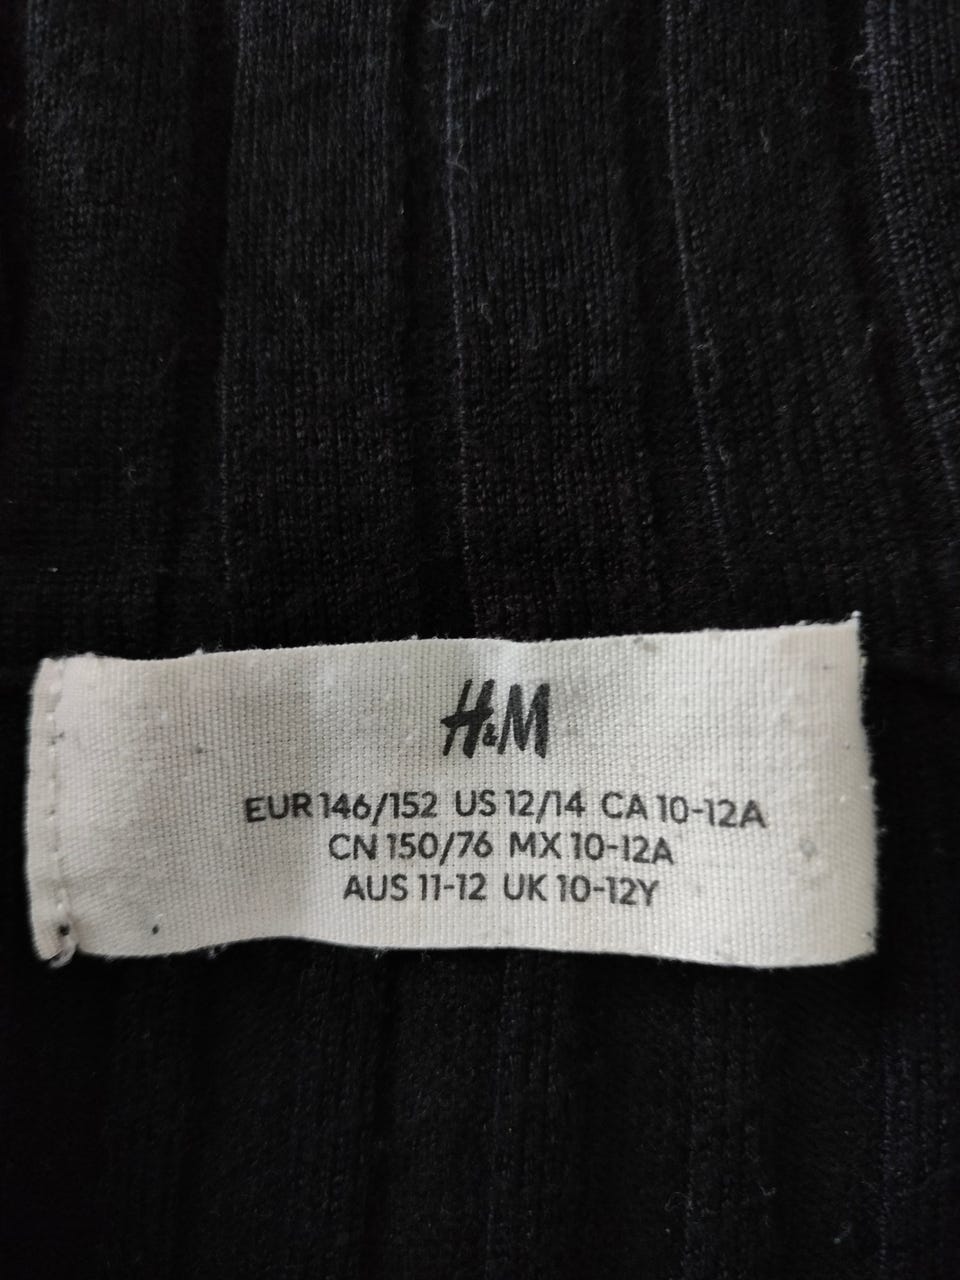 H&M
EUR 146/152 US 12/14 CA 10-12A
CN 150/76 MX 10-12A
AUS 11-12 UK 10-12Y